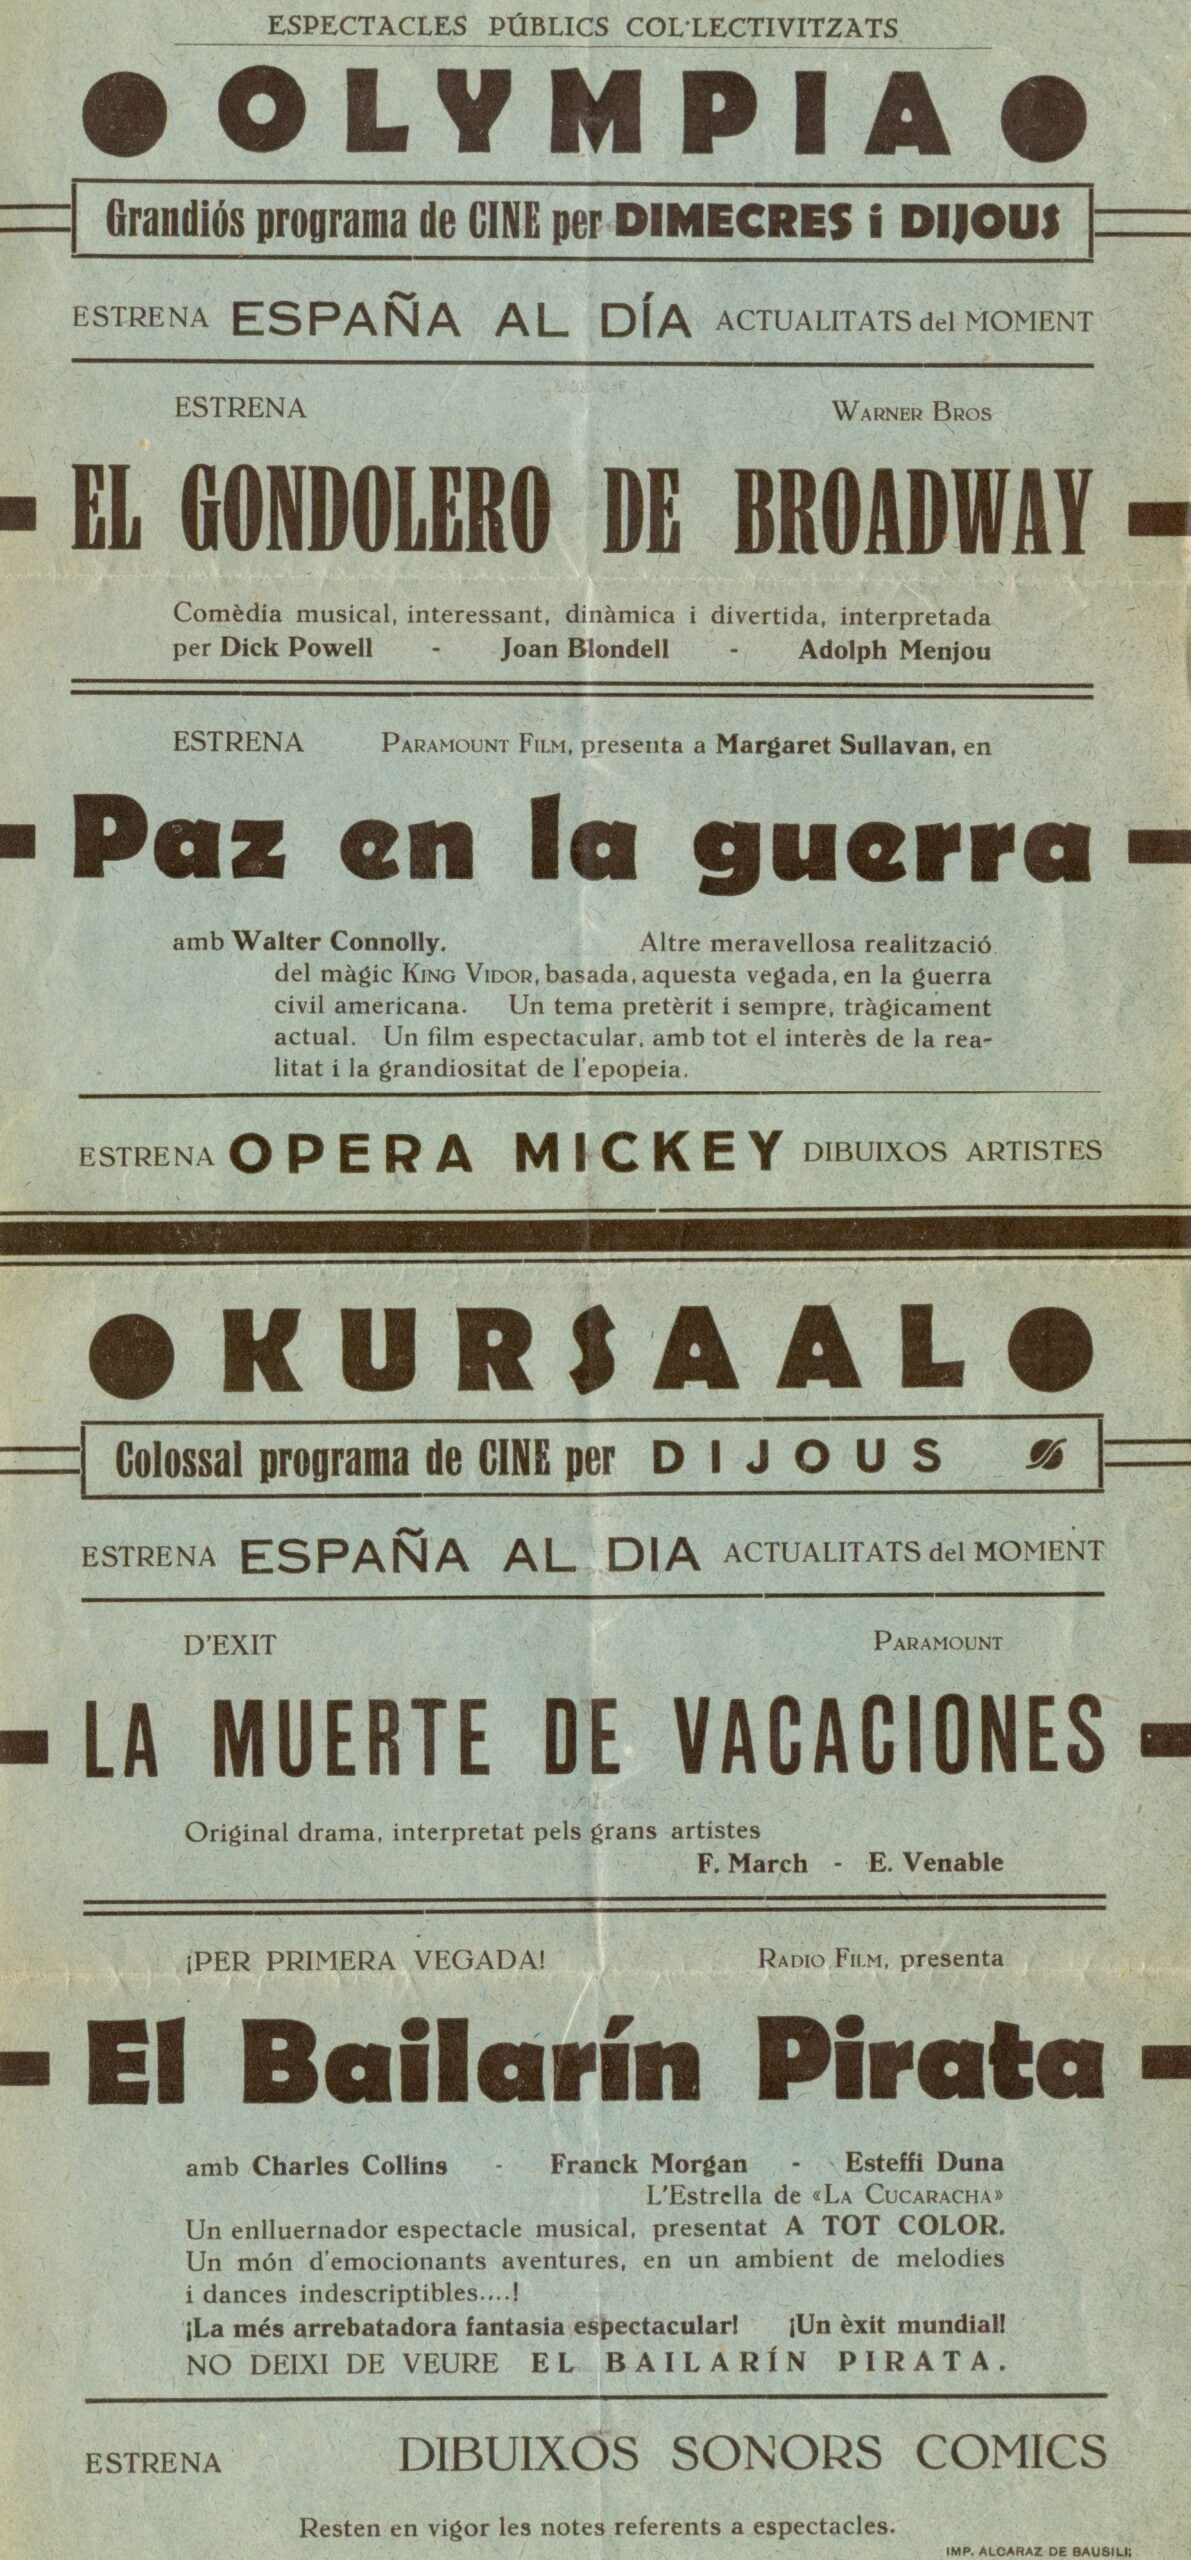 ESPECTACLES PÚBLICS COL·LECTIVITZATS
OLYMPIA
Grandiós programa de CINE per DIMECRES i DIJOUS
ESTRENA ESPAÑA AL DÍA ACTUALITATS del MOMENT
ESTRENA WARNER BROS
EL GONDOLERO DE BROADWAY
Comèdia musical, interessant, dinàmica i divertida, interpretada
per Dick Powell - Joan Blondell - Adolph Menjou
ESTRENA PARAMOUNT FILM, presenta a Margaret Sullavan, en
Paz en la guerra
amb Walter Connolly. Altre meravellosa realització
del màgic KING VIDOR, basada, aquesta vegada, en la guerra
civil americana. Un tema pretèrit i sempre, tràgicament
actual. Un film espectacular, amb tot el interès de la rea-
litat i la grandiositat de l'epopeia.
ESTRENA OPERA MICKEY DIBUIXOS ARTISTES
KURSAAL
Colossal programa de CINE per DIJOUS
ESTRENA ESPAÑA AL DIA ACTUALITATS del MOMENT
D'EXIT PARAMOUNT
LA MUERTE DE VACACIONES
Original drama, interpretat pels grans artistes
F. March - E. Venable
¡PER PRIMERA VEGADA! RADIO FILM, presenta
El Bailarín Pirata
amb Charles Collins - Franck Morgan - Esteffi Duna
L'Estrella de «LA CUCARACHA»
Un enlluernador espectacle musical, presentat A TOT COLOR.
Un món d'emocionants aventures, en un ambient de melodies
i dances indescriptibles....!
¡La més arrebatadora fantasia espectacular! ¡Un èxit mundial!
NO DEIXI DE VEURE EL BAILARÍN PIRATA.
ESTRENA DIBUIXOS SONORS COMICS
Resten en vigor les notes referents a espectacles.
IMP. ALCARAZ DE BAUSILI: